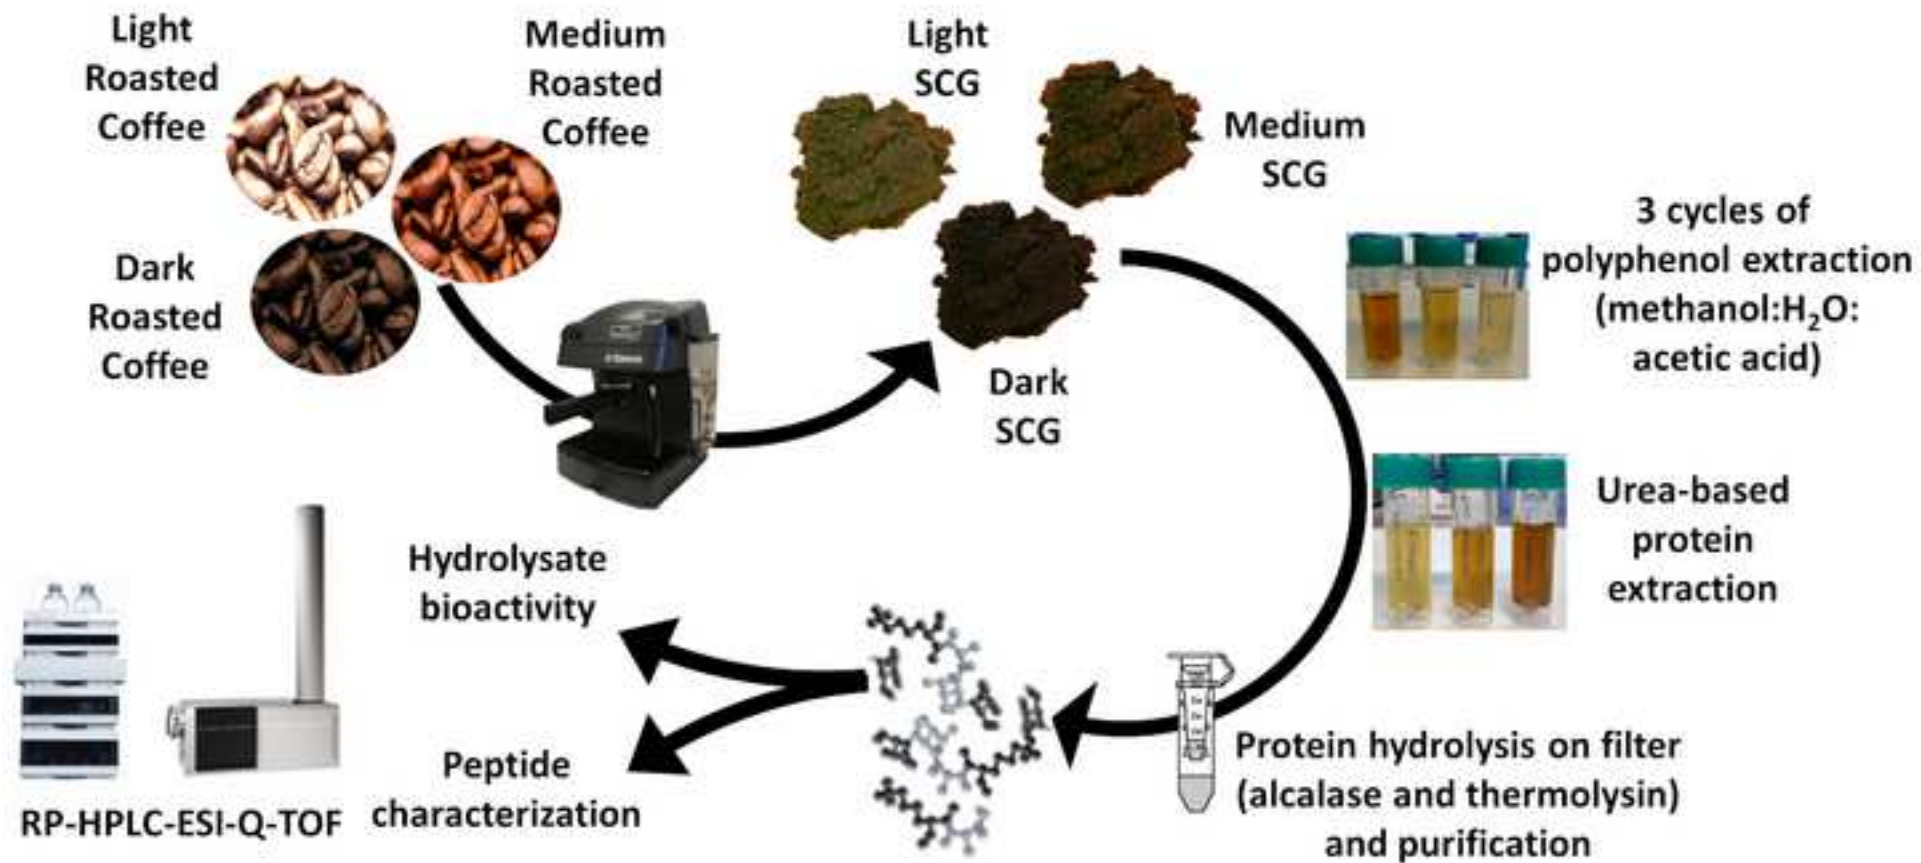 Light
Roasted
Coffee
Medium
Roasted
Coffee
Dark
Roasted
Coffee
Light
SCG
Medium
SCG
Dark
SCG
3 cycles of
polyphenol extraction
(methanol:H₂O:
acetic acid)
Urea-based
protein
extraction
Protein hydrolysis on filter
(alcalase and thermolysin)
and purification
Hydrolysate
bioactivity
Peptide
characterization
RP-HPLC-ESI-Q-TOF